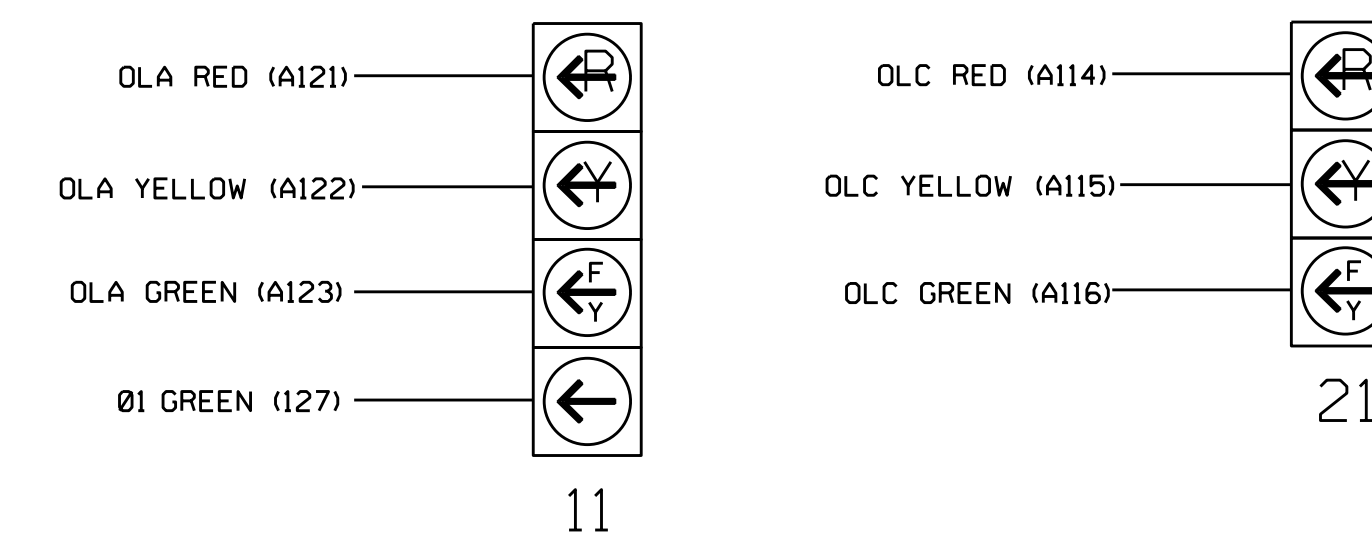 OLA RED (A121)
R
OLA YELLOW (A122)
Y
OLA GREEN (A123)
F
Y
Ø1 GREEN (127)
11
OLC RED (A114)
R
OLC YELLOW (A115)
Y
OLC GREEN (A116)
F
Y
21